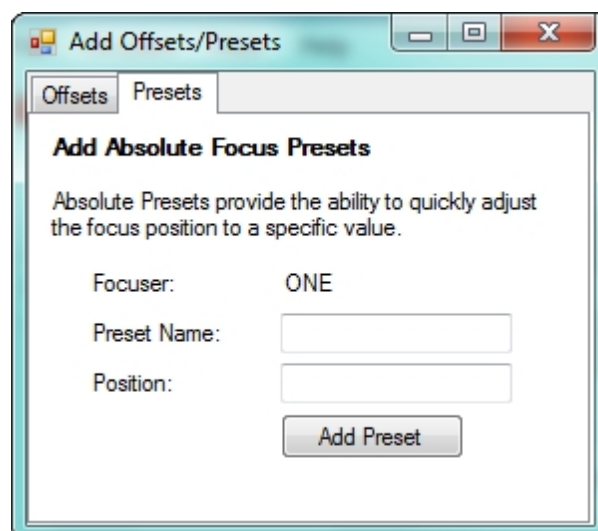 Add Offsets/Presets
Offsets Presets
Add Absolute Focus Presets
Absolute Presets provide the ability to quickly adjust
the focus position to a specific value.
Focuser: ONE
Preset Name:
Position:
Add Preset